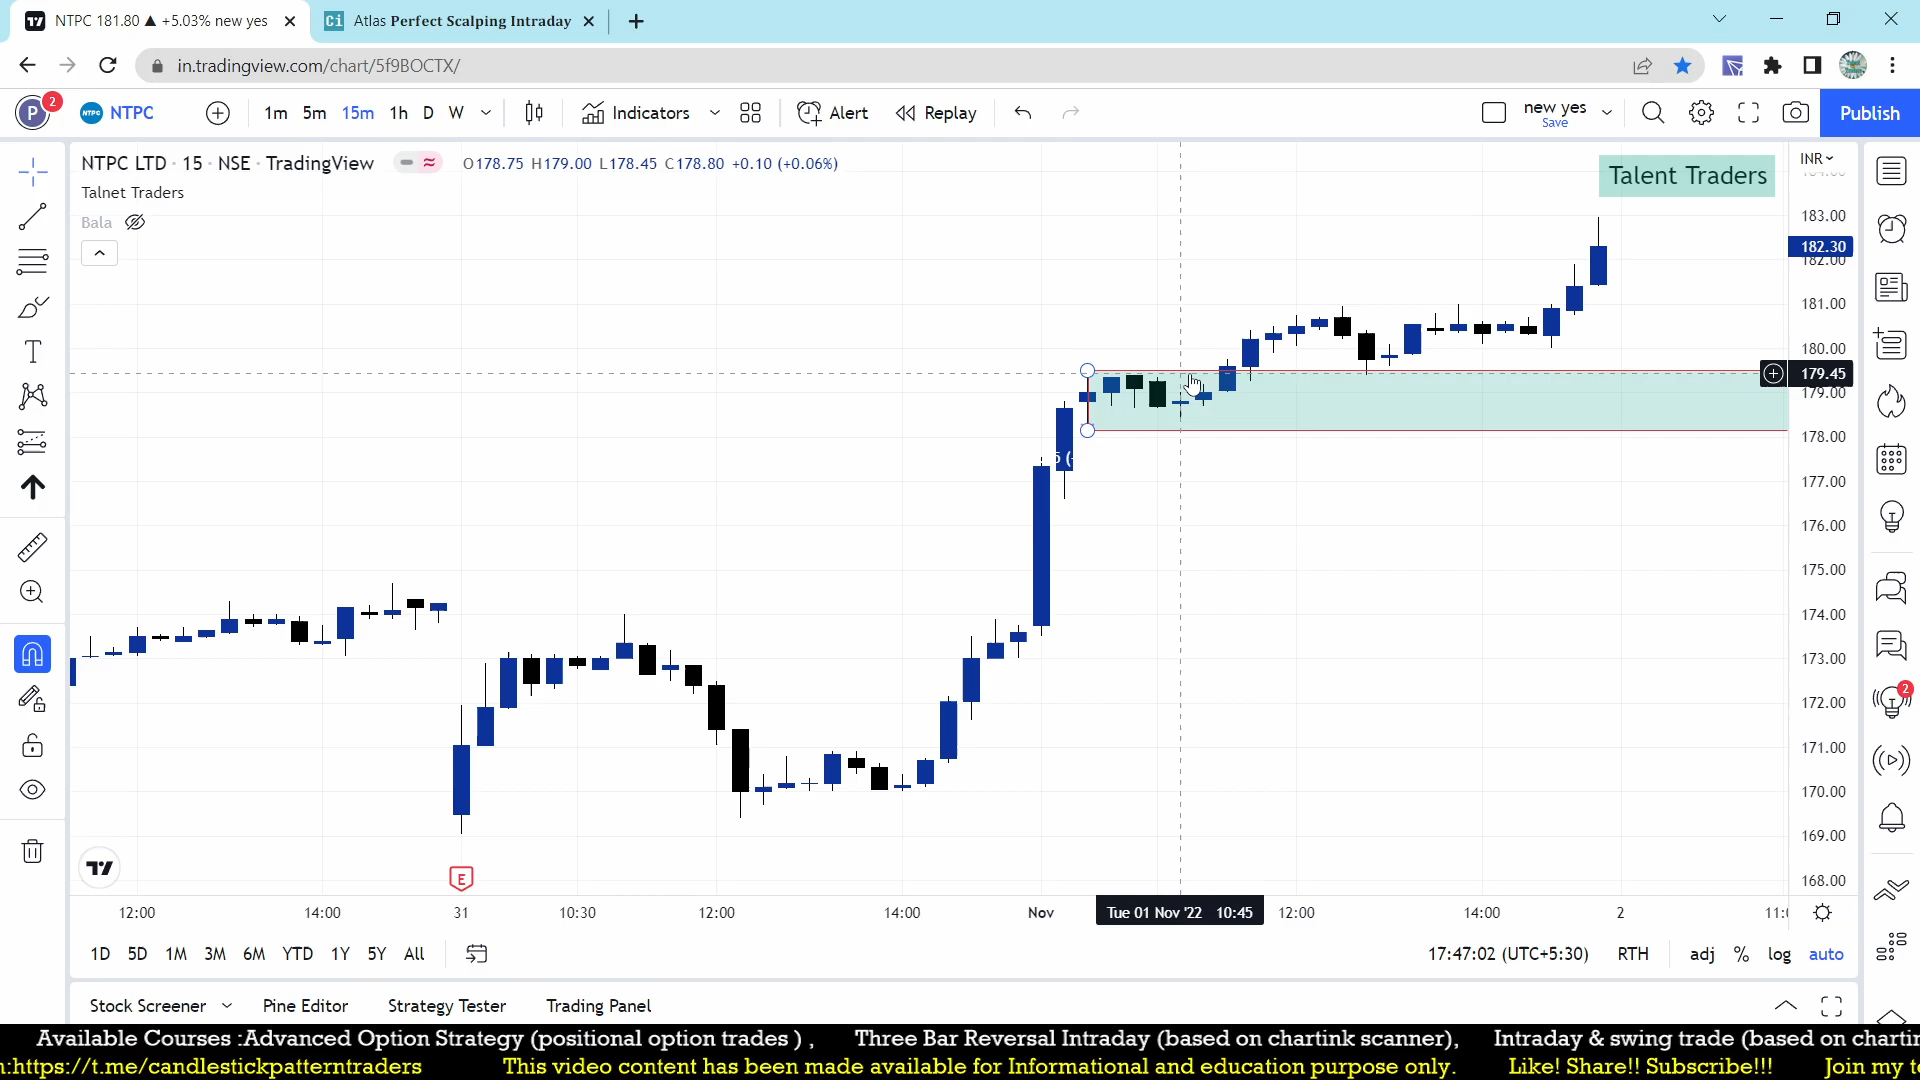 NTPC 181.80 ▲ +5.03% new yes
Ci Atlas Perfect Scalping Intraday
in.tradingview.com/chart/5f9BOCTX/
P 2 NTPC 1m 5m 15m 1h D W Indicators Alert Replay new yes Save Publish
NTPC LTD · 15 · NSE · TradingView O178.75 H179.00 L178.45 C178.80 +0.10 (+0.06%)
Talnet Traders
Bala
Talent Traders
INR
183.00
182.30
182.00
181.00
180.00
179.45
179.00
178.00
177.00
176.00
175.00
174.00
173.00
172.00
171.00
170.00
169.00
168.00
2
E
12:00 14:00 31 10:30 12:00 14:00 Nov Tue 01 Nov '22 10:45 12:00 14:00 2
1D 5D 1M 3M 6M YTD 1Y 5Y All 17:47:02 (UTC+5:30) RTH adj % log auto
Stock Screener Pine Editor Strategy Tester Trading Panel
Available Courses :Advanced Option Strategy (positional option trades ) , Three Bar Reversal Intraday (based on chartink scanner), Intraday & swing trade (based on chartin
n:https://t.me/candlestickpatterntraders This video content has been made available for Informational and education purpose only. Like! Share!! Subscribe!!! Join my te